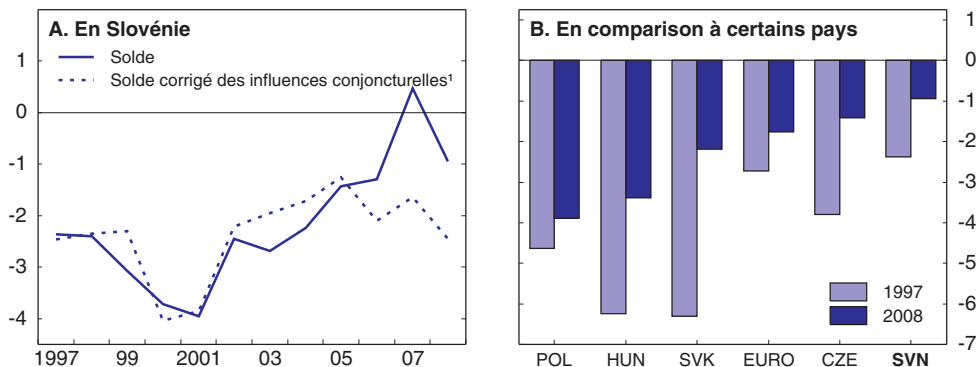 A. En Slovénie
Solde
Solde corrigé des influences conjoncturelles¹
1
0
-1
-2
-3
-4
1997 99 2001 03 05 07
B. En comparaison à certains pays
1
0
-1
-2
-3
-4
-5
-6
-7
1997
2008
POL HUN SVK EURO CZE SVN